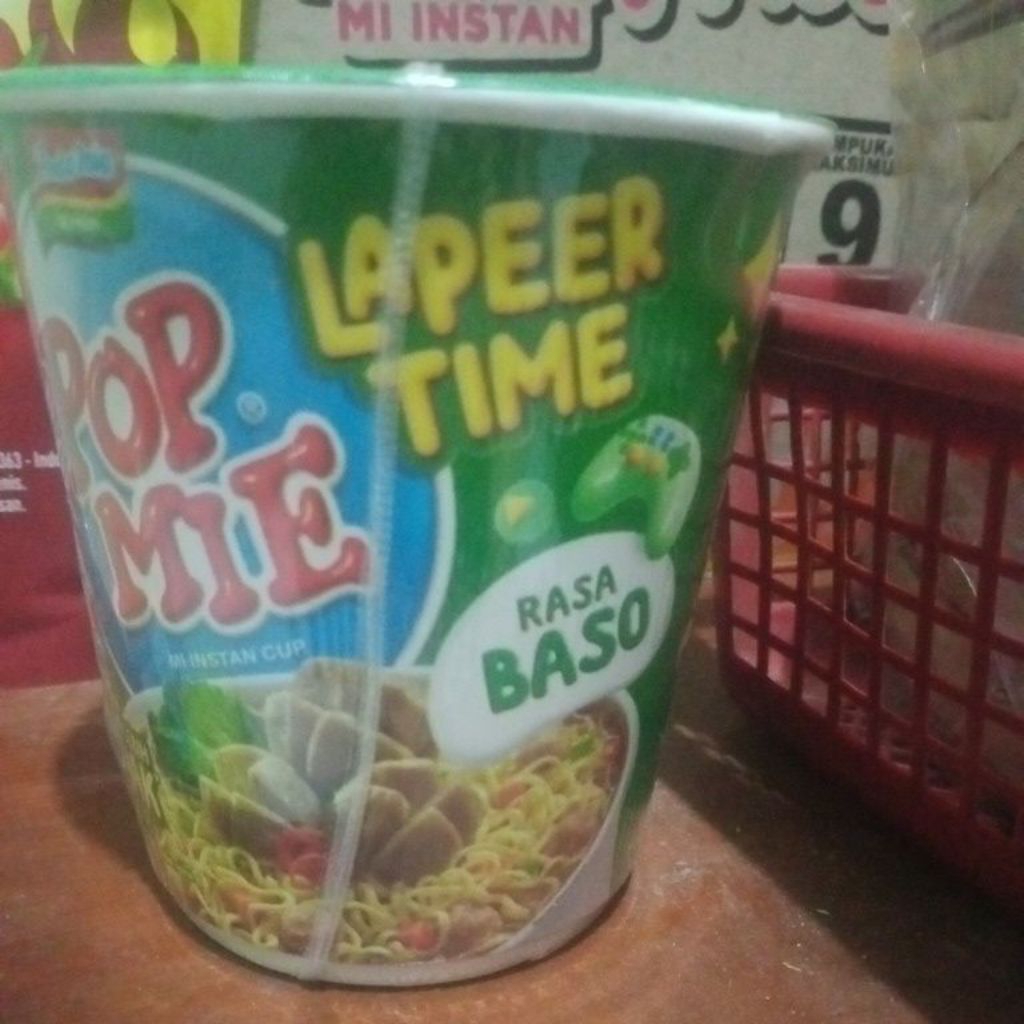 MI INSTAN
LAPEER
TIME
POP
MIE
®
MI INSTAN CUP
RASA
BASO
9